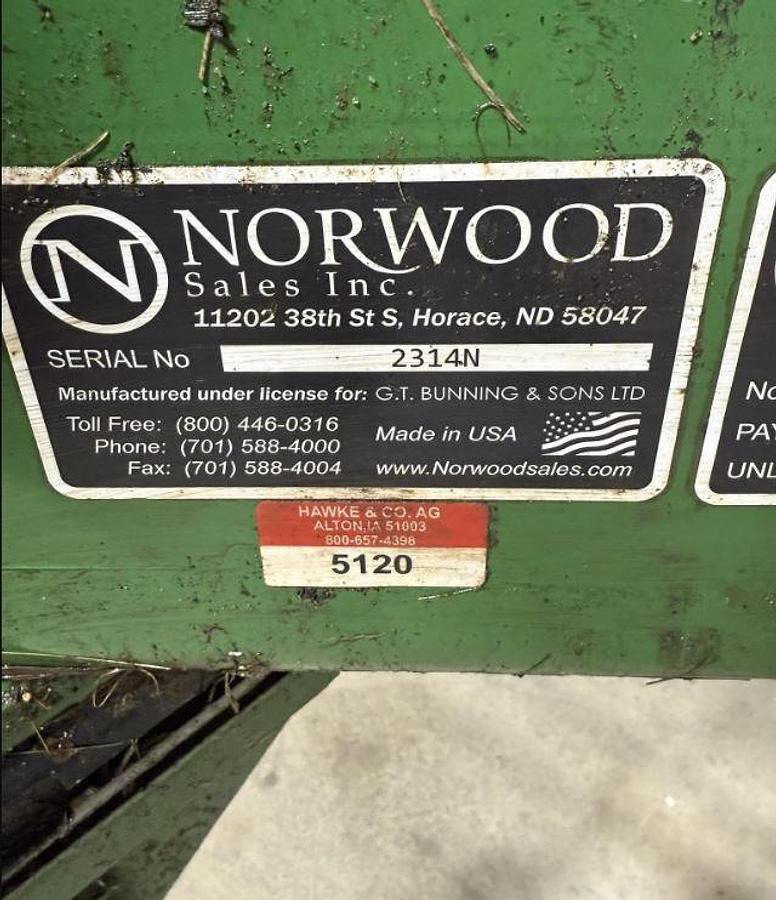 N NORWOOD
Sales Inc.
11202 38th St S, Horace, ND 58047
SERIAL No 2314N
Manufactured under license for: G.T. BUNNING & SONS LTD
Toll Free: (800) 446-0316
Phone: (701) 588-4000
Fax: (701) 588-4004
Made in USA
www.Norwoodsales.com
HAWKE & CO. AG
ALTON, IA 51003
800-657-4398
5120
No
PAY
UNL